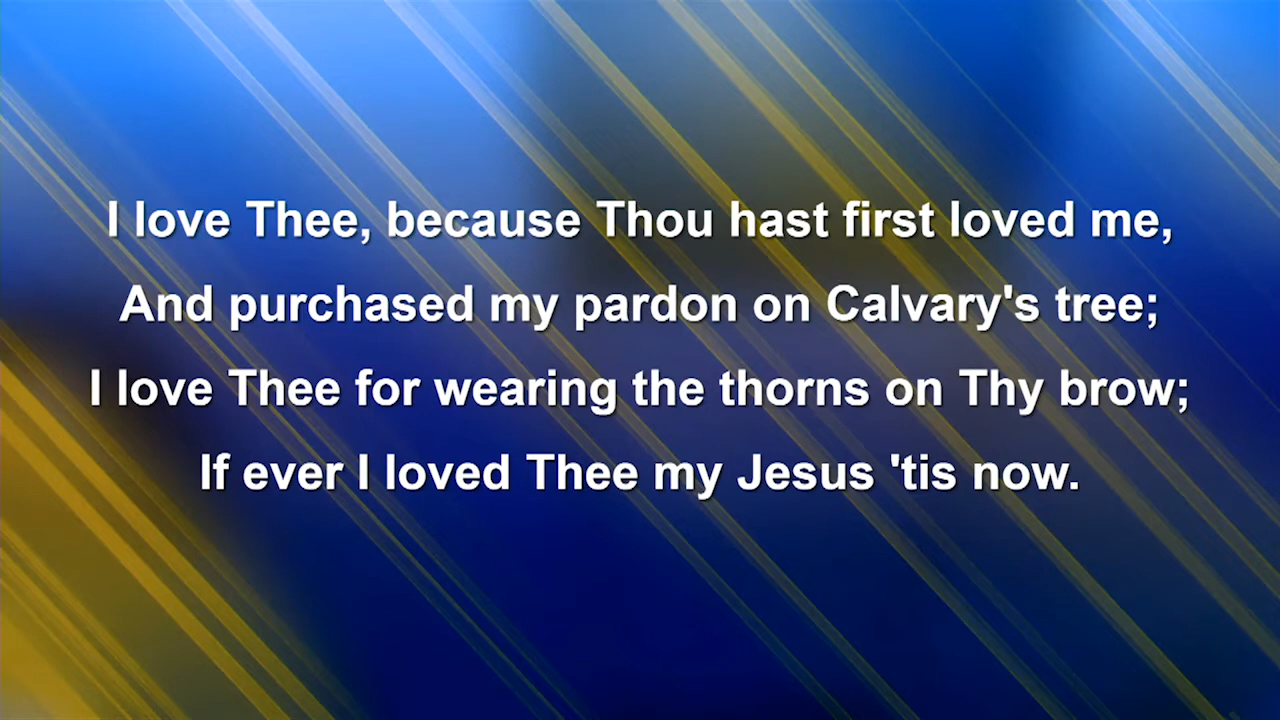 I love Thee, because Thou hast first loved me,
And purchased my pardon on Calvary's tree;
I love Thee for wearing the thorns on Thy brow;
If ever I loved Thee my Jesus 'tis now.